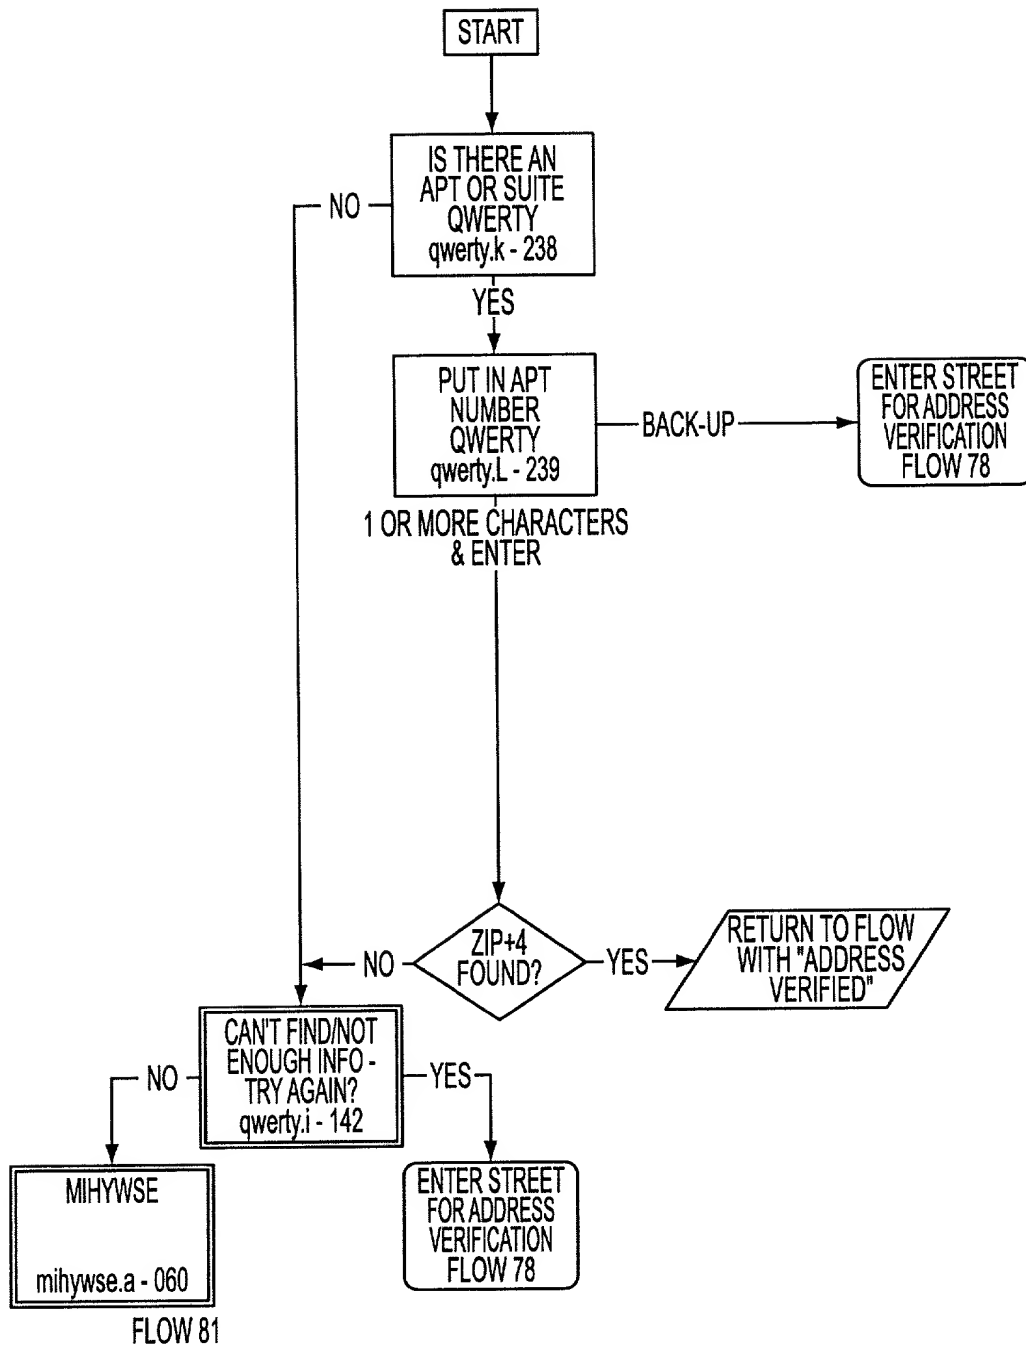 START
IS THERE AN
APT OR SUITE
QWERTY
qwerty.k - 238
NO
YES
PUT IN APT
NUMBER
QWERTY
qwerty.L - 239
BACK-UP
ENTER STREET
FOR ADDRESS
VERIFICATION
FLOW 78
1 OR MORE CHARACTERS
& ENTER
ZIP+4
FOUND?
NO
YES
RETURN TO FLOW
WITH "ADDRESS
VERIFIED"
CAN'T FIND/NOT
ENOUGH INFO -
TRY AGAIN?
qwerty.i - 142
NO
YES
MIHYWSE
mihywse.a - 060
FLOW 81
ENTER STREET
FOR ADDRESS
VERIFICATION
FLOW 78